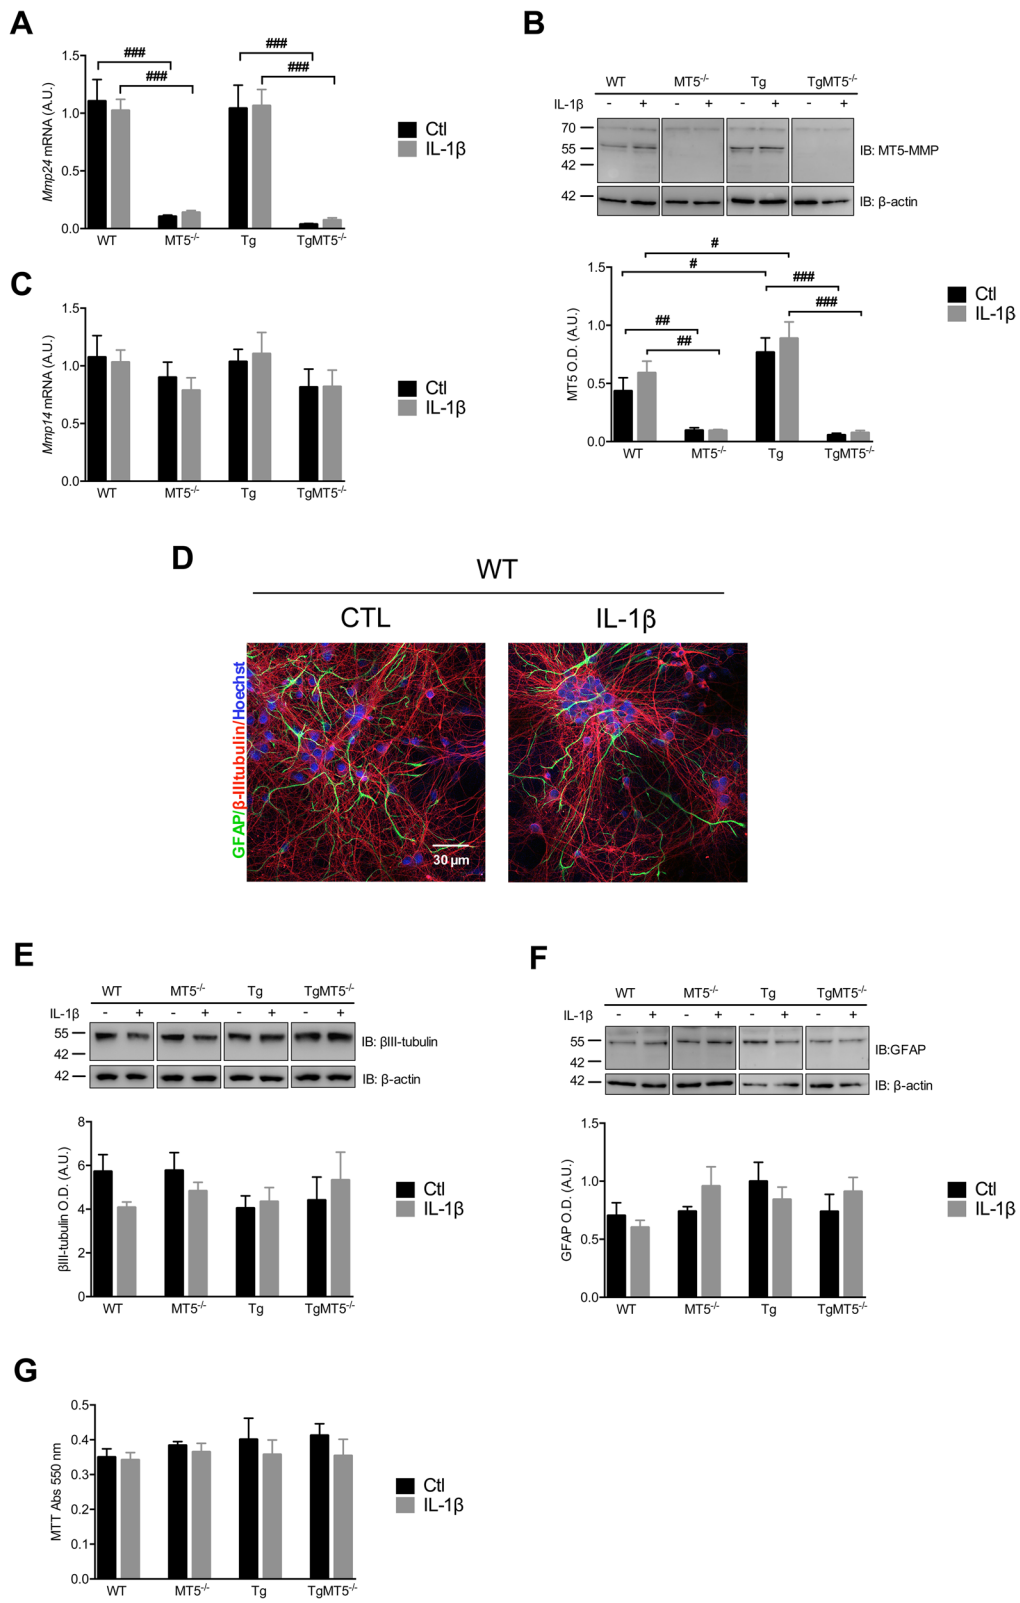 A
Mmp24 mRNA (A.U.)
1.5
1.0
0.5
0.0
###
###
###
###
WT
MT5-/-
Tg
TgMT5-/-
Ctl
IL-1β
B
WT
MT5-/-
Tg
TgMT5-/-
IL-1β
- + - + - + - +
70
55
42
IB: MT5-MMP
42
IB: β-actin
MT5 O.D. (A.U.)
1.5
1.0
0.5
0.0
#
#
###
###
##
##
WT
MT5-/-
Tg
TgMT5-/-
Ctl
IL-1β
C
Mmp14 mRNA (A.U.)
1.5
1.0
0.5
0.0
WT
MT5-/-
Tg
TgMT5-/-
Ctl
IL-1β
D
WT
CTL
IL-1β
GFAP/β-IIItubulin/Hoechst
30 µm
E
WT
MT5-/-
Tg
TgMT5-/-
IL-1β
- + - + - + - +
55
42
IB: βIII-tubulin
42
IB: β-actin
βIII-tubulin O.D. (A.U.)
8
6
4
2
0
WT
MT5-/-
Tg
TgMT5-/-
Ctl
IL-1β
F
WT
MT5-/-
Tg
TgMT5-/-
IL-1β
- + - + - + - +
55
42
IB:GFAP
42
IB: β-actin
GFAP O.D. (A.U.)
1.5
1.0
0.5
0.0
WT
MT5-/-
Tg
TgMT5-/-
Ctl
IL-1β
G
MTT Abs 550 nm
0.5
0.4
0.3
0.2
0.1
0.0
WT
MT5-/-
Tg
TgMT5-/-
Ctl
IL-1β